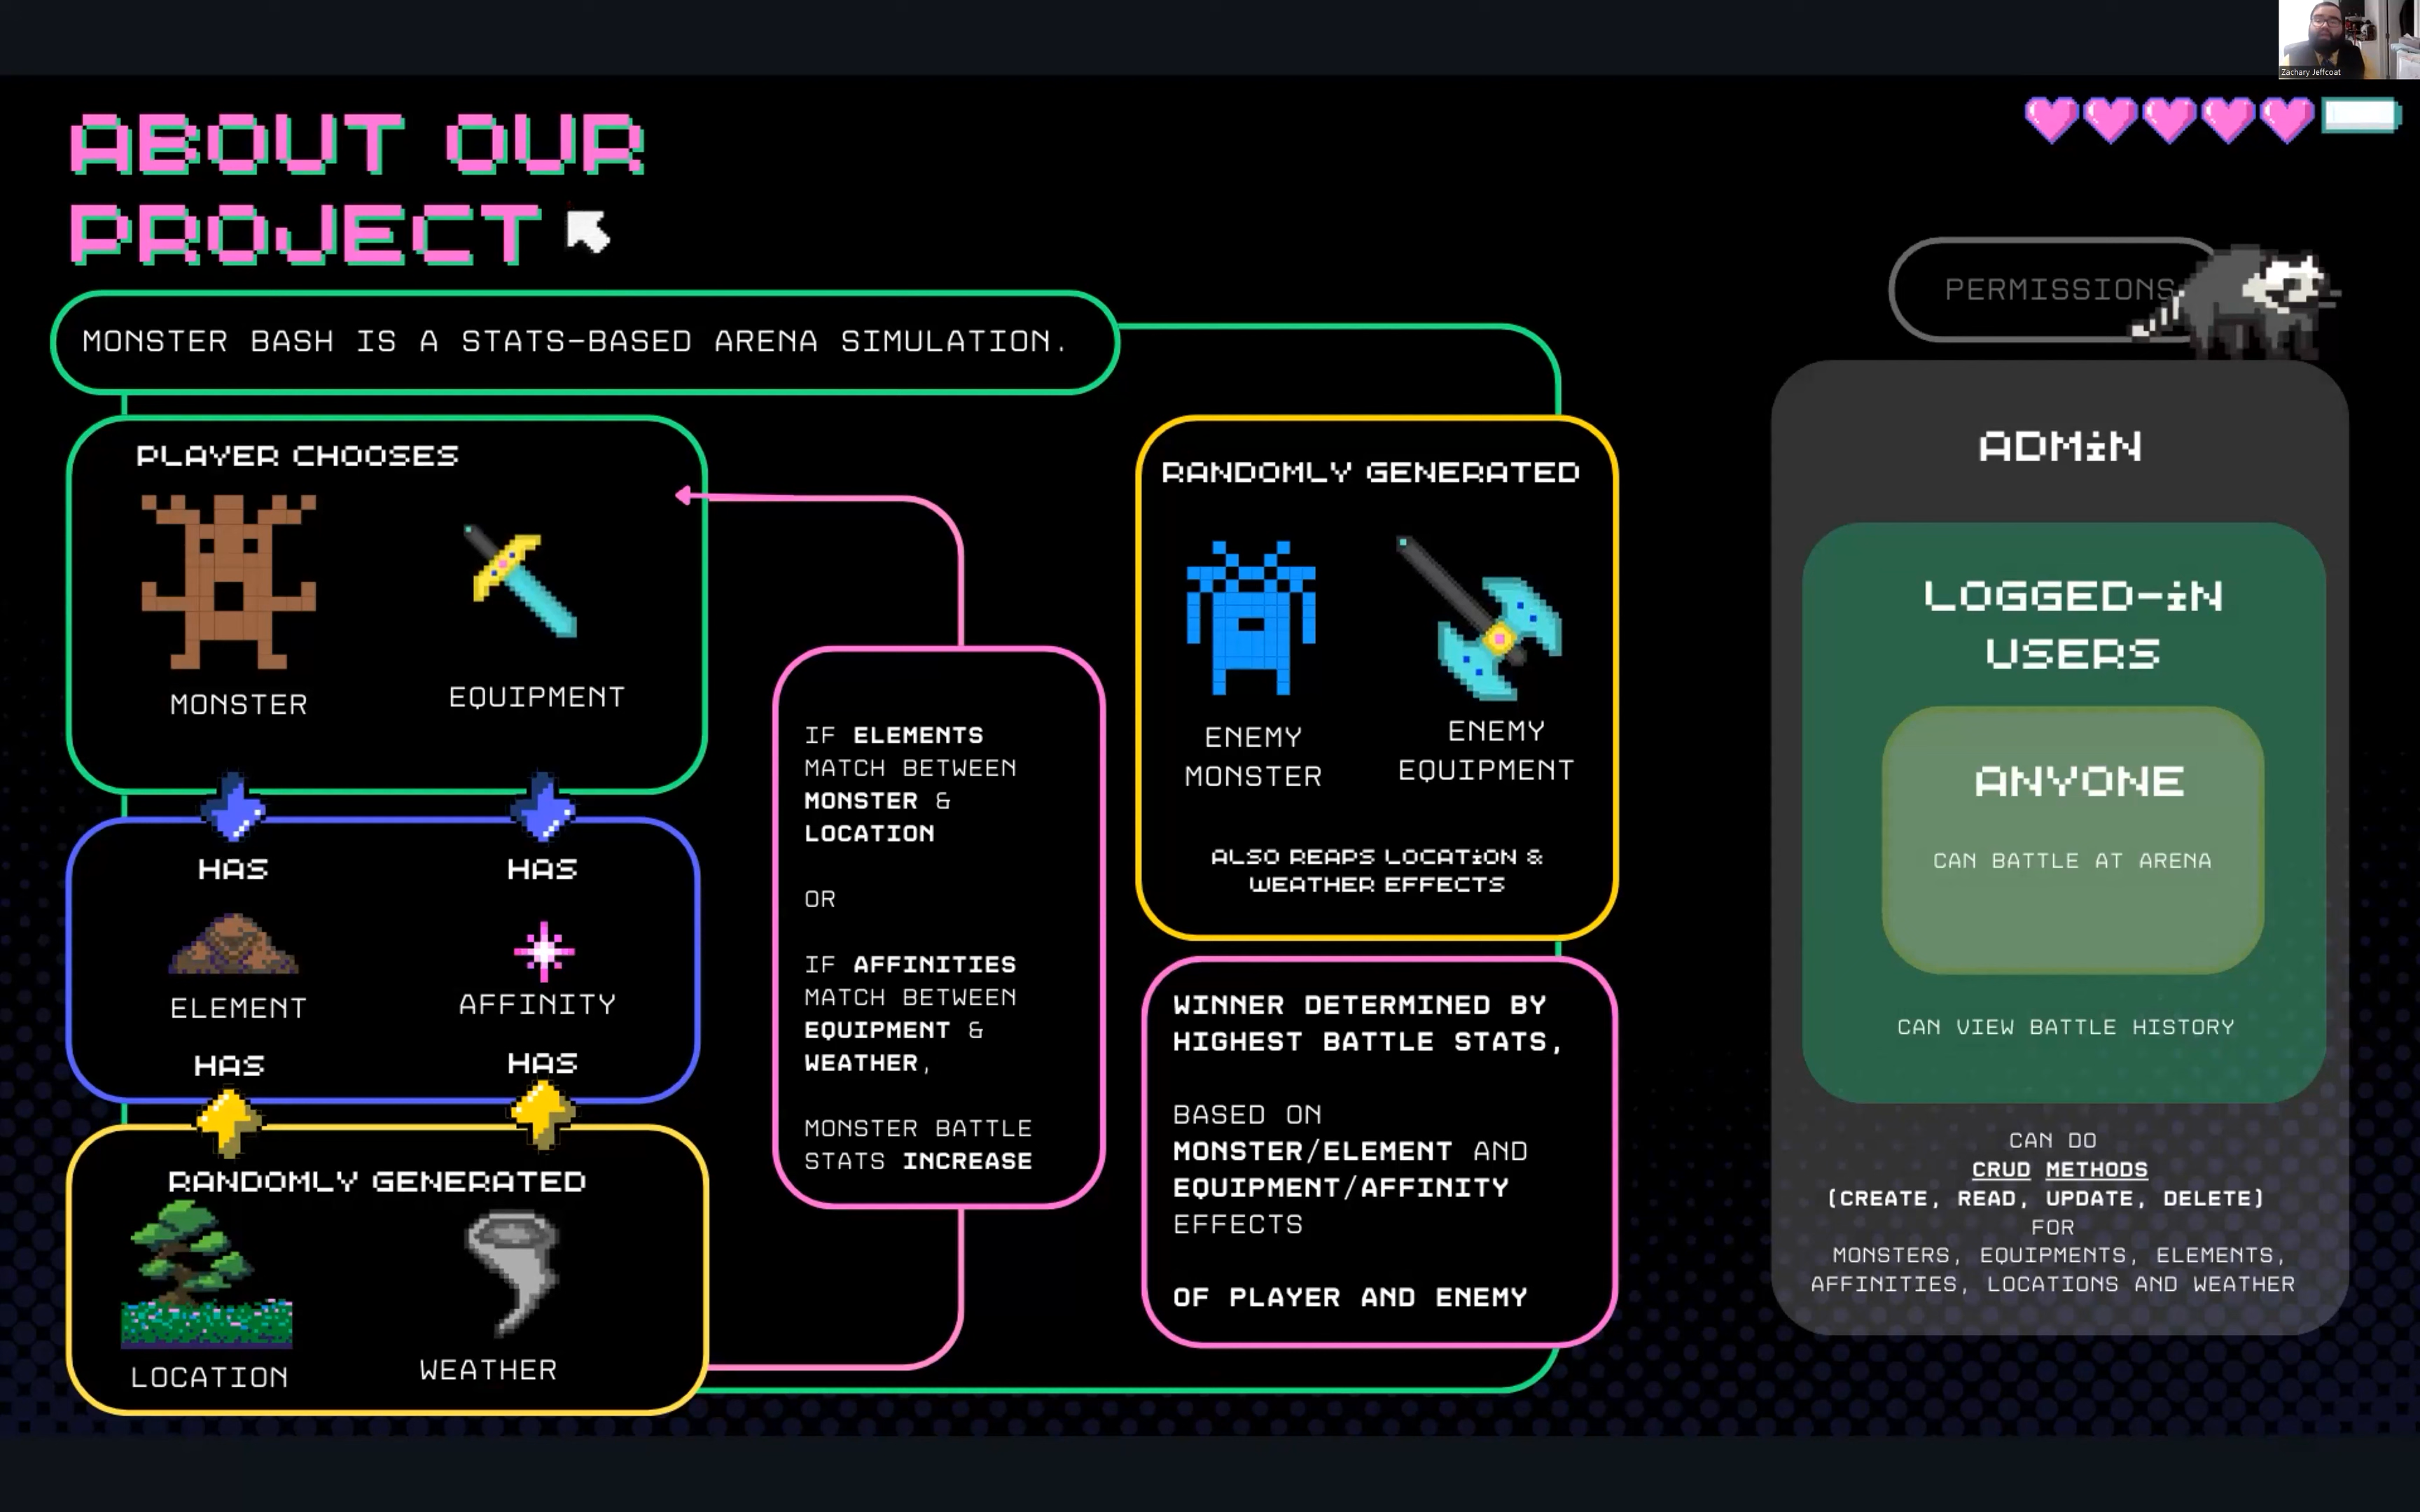 Zachary Jeffcoat
ABOUT OUR
PROJECT
MONSTER BASH IS A STATS-BASED ARENA SIMULATION.
PLAYER CHOOSES
MONSTER
EQUIPMENT
HAS
HAS
ELEMENT
AFFINITY
HAS
HAS
RANDOMLY GENERATED
LOCATION
WEATHER
IF ELEMENTS
MATCH BETWEEN
MONSTER &
LOCATION
OR
IF AFFINITIES
MATCH BETWEEN
EQUIPMENT &
WEATHER,
MONSTER BATTLE
STATS INCREASE
RANDOMLY GENERATED
ENEMY
MONSTER
ENEMY
EQUIPMENT
ALSO REAPS LOCATiON &
WEATHER EFFECTS
WINNER DETERMINED BY
HIGHEST BATTLE STATS,
BASED ON
MONSTER/ELEMENT AND
EQUIPMENT/AFFINITY
EFFECTS
OF PLAYER AND ENEMY
PERMISSIONS
ADMiN
LOGGED-iN
USERS
ANYONE
CAN BATTLE AT ARENA
CAN VIEW BATTLE HISTORY
CAN DO
CRUD METHODS
(CREATE, READ, UPDATE, DELETE)
FOR
MONSTERS, EQUIPMENTS, ELEMENTS,
AFFINITIES, LOCATIONS AND WEATHER